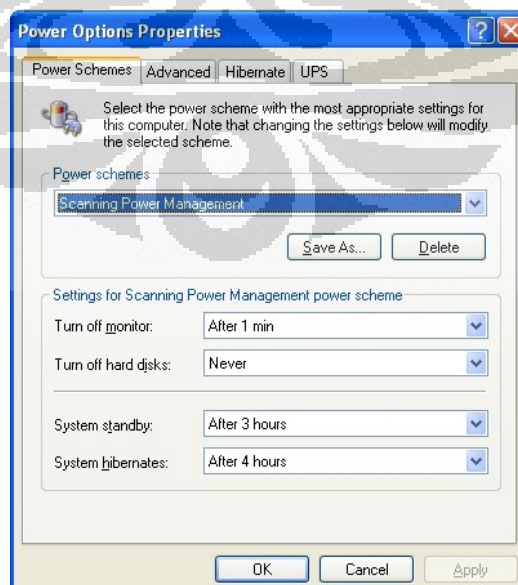 Power Options Properties
Power Schemes Advanced Hibernate UPS
Select the power scheme with the most appropriate settings for
this computer. Note that changing the settings below will modify
the selected scheme.
Power schemes
Scanning Power Management
Save As... Delete
Settings for Scanning Power Management power scheme
Turn off monitor: After 1 min
Turn off hard disks: Never
System standby: After 3 hours
System hibernates: After 4 hours
OK Cancel Apply